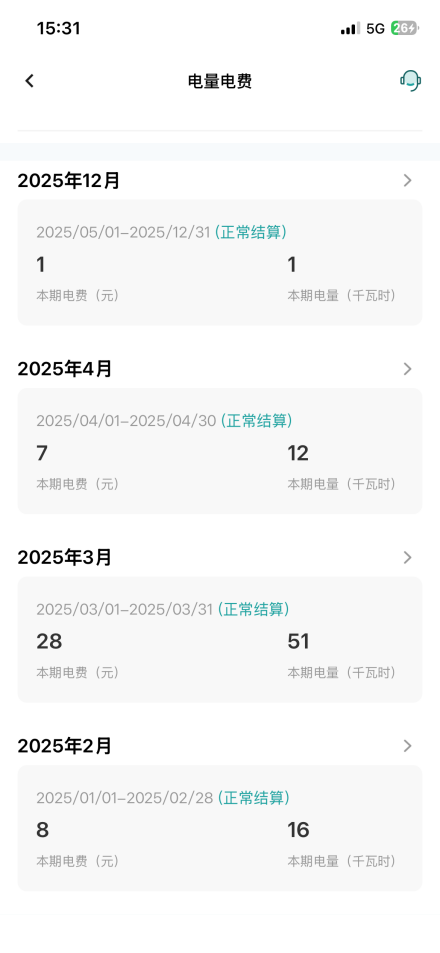 15:31
5G
26
电量电费
2025年12月
2025/05/01-2025/12/31 (正常结算)
1 1
本期电费（元） 本期电量（千瓦时）
2025年4月
2025/04/01-2025/04/30 (正常结算)
7 12
本期电费（元） 本期电量（千瓦时）
2025年3月
2025/03/01-2025/03/31 (正常结算)
28 51
本期电费（元） 本期电量（千瓦时）
2025年2月
2025/01/01-2025/02/28 (正常结算)
8 16
本期电费（元） 本期电量（千瓦时）